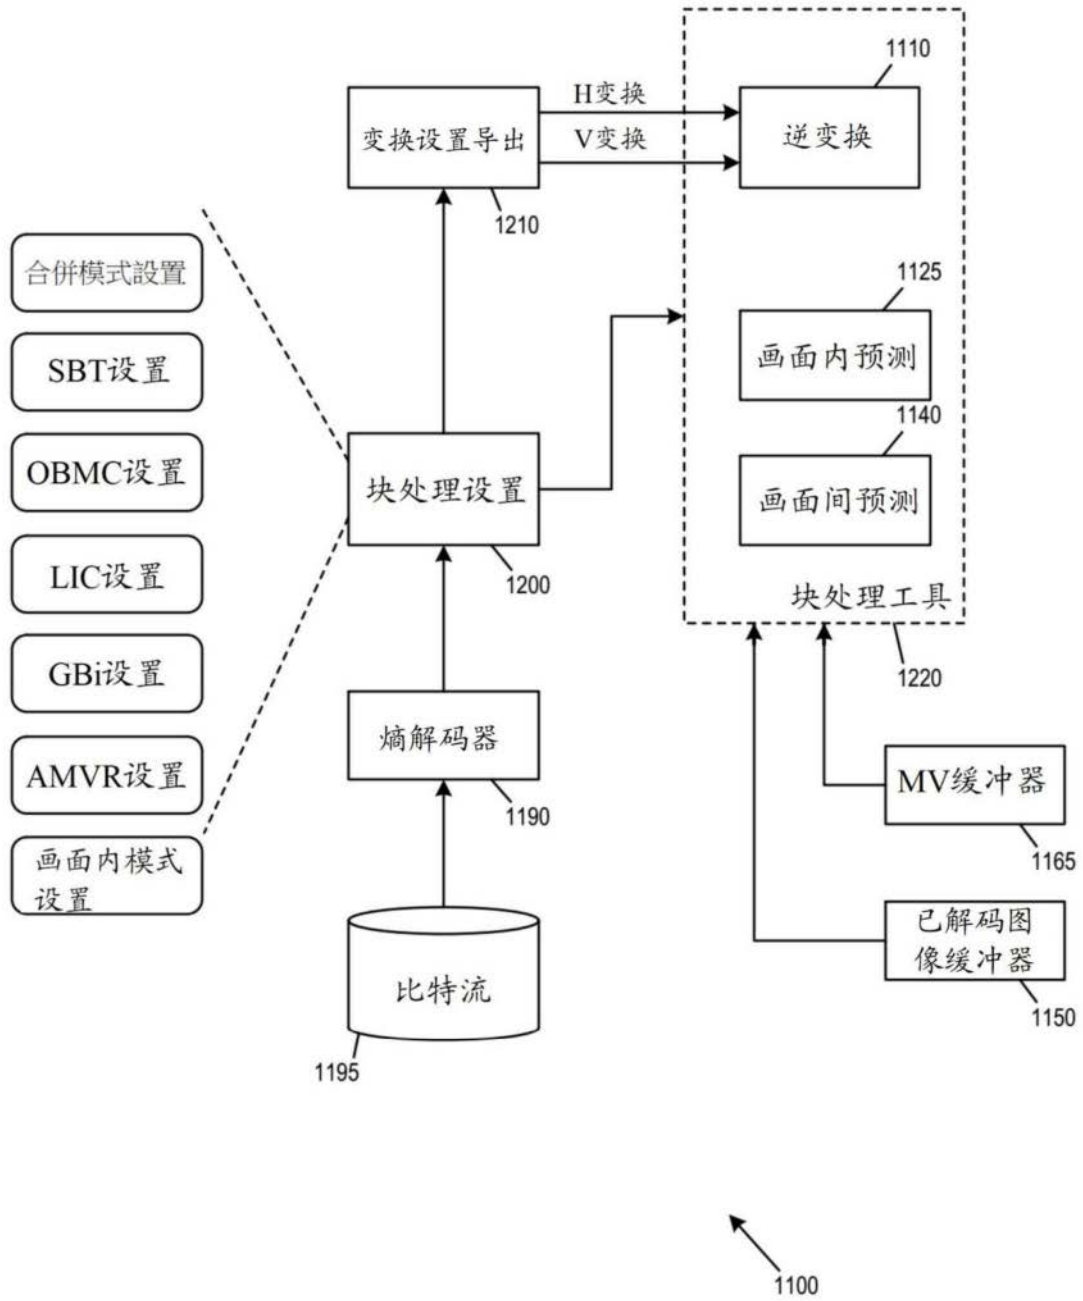 合併模式設置
SBT设置
OBMC设置
LIC设置
GBi设置
AMVR设置
画面内模式
设置
变换设置导出
1210
H变换
V变换
1110
逆变换
1125
画面内预测
1140
画面间预测
块处理工具
1220
块处理设置
1200
熵解码器
1190
比特流
1195
MV缓冲器
1165
已解码图
像缓冲器
1150
1100